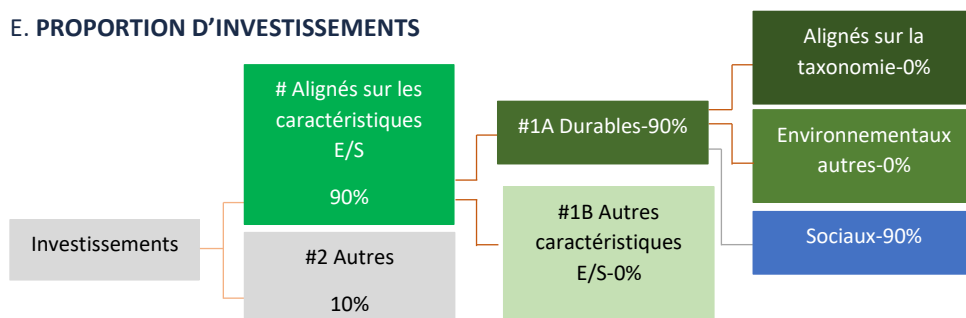 E. PROPORTION D’INVESTISSEMENTS
Investissements
# Alignés sur les
caractéristiques
E/S
90%
#2 Autres
10%
#1A Durables-90%
#1B Autres
caractéristiques
E/S-0%
Alignés sur la
taxonomie-0%
Environnementaux
autres-0%
Sociaux-90%